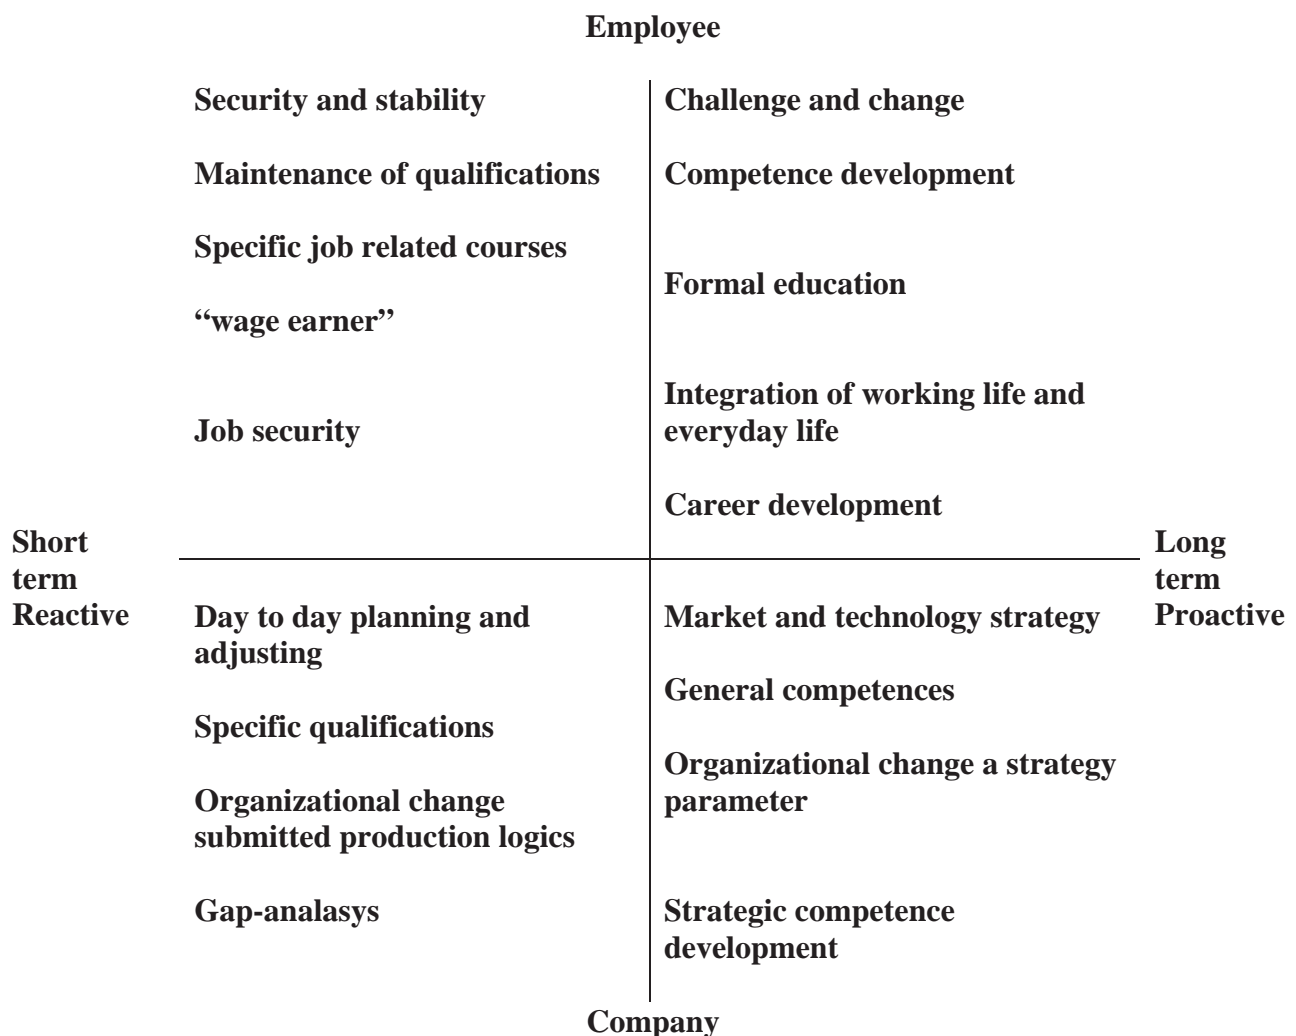 Employee
Security and stability
Challenge and change
Maintenance of qualifications
Competence development
Specific job related courses
Formal education
“wage earner”
Integration of working life and
everyday life
Job security
Career development
Short
term
Reactive
Long
term
Proactive
Day to day planning and
adjusting
Market and technology strategy
General competences
Specific qualifications
Organizational change a strategy
parameter
Organizational change
submitted production logics
Gap-analasys
Strategic competence
development
Company